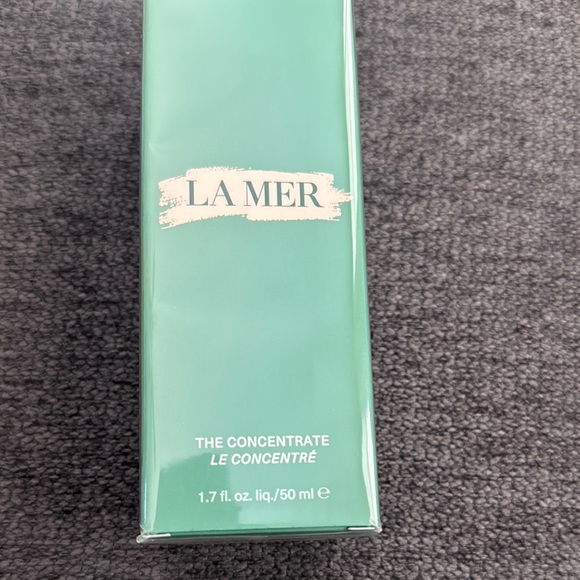 LA MER
THE CONCENTRATE
LE CONCENTRÉ
1.7 fl. oz. liq./50 ml ℮